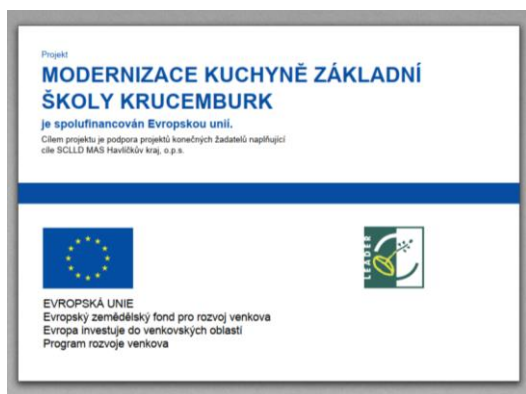 Projekt
MODERNIZACE KUCHYNĚ ZÁKLADNÍ
ŠKOLY KRUCEMBURK
je spolufinancován Evropskou unií.
Cílem projektu je podpora projektů konečných žadatelů naplňující
cíle SCLLD MAS Havlíčkův kraj, o.p.s.
LEADER
EVROPSKÁ UNIE
Evropský zemědělský fond pro rozvoj venkova
Evropa investuje do venkovských oblastí
Program rozvoje venkova